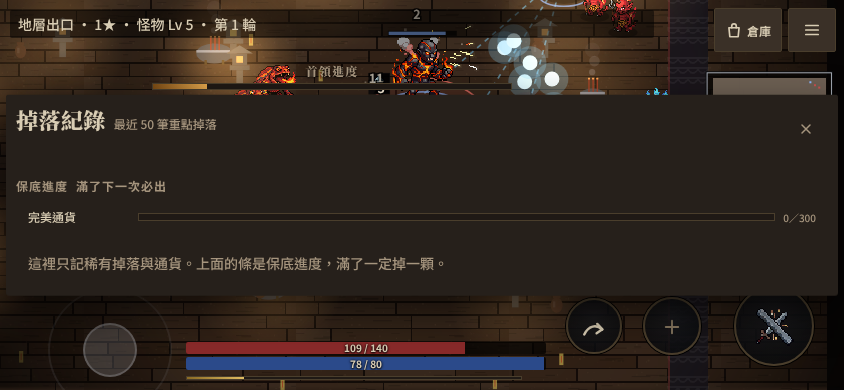 地層出口 · 1★ · 怪物 Lv 5 · 第 1 輪
2
倉庫
首領進度
11
掉落紀錄 最近 50 筆重點掉落
保底進度 滿了下一次必出
完美通貨 0／300
這裡只記稀有掉落與通貨。上面的條是保底進度，滿了一定掉一顆。
109 / 140
78 / 80